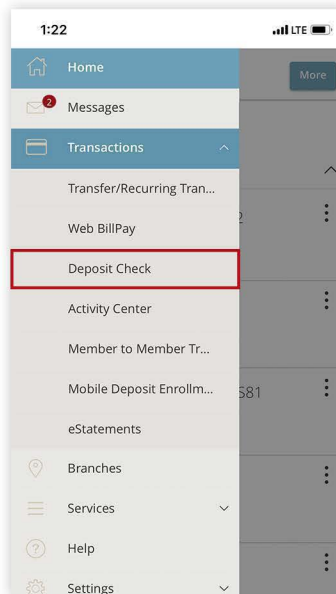 1:22
LTE
Home
More
2
Messages
Transactions
Transfer/Recurring Tran...
Web BillPay
Deposit Check
Activity Center
Member to Member Tr...
Mobile Deposit Enrollm...
581
eStatements
Branches
Services
?
Help
Settings